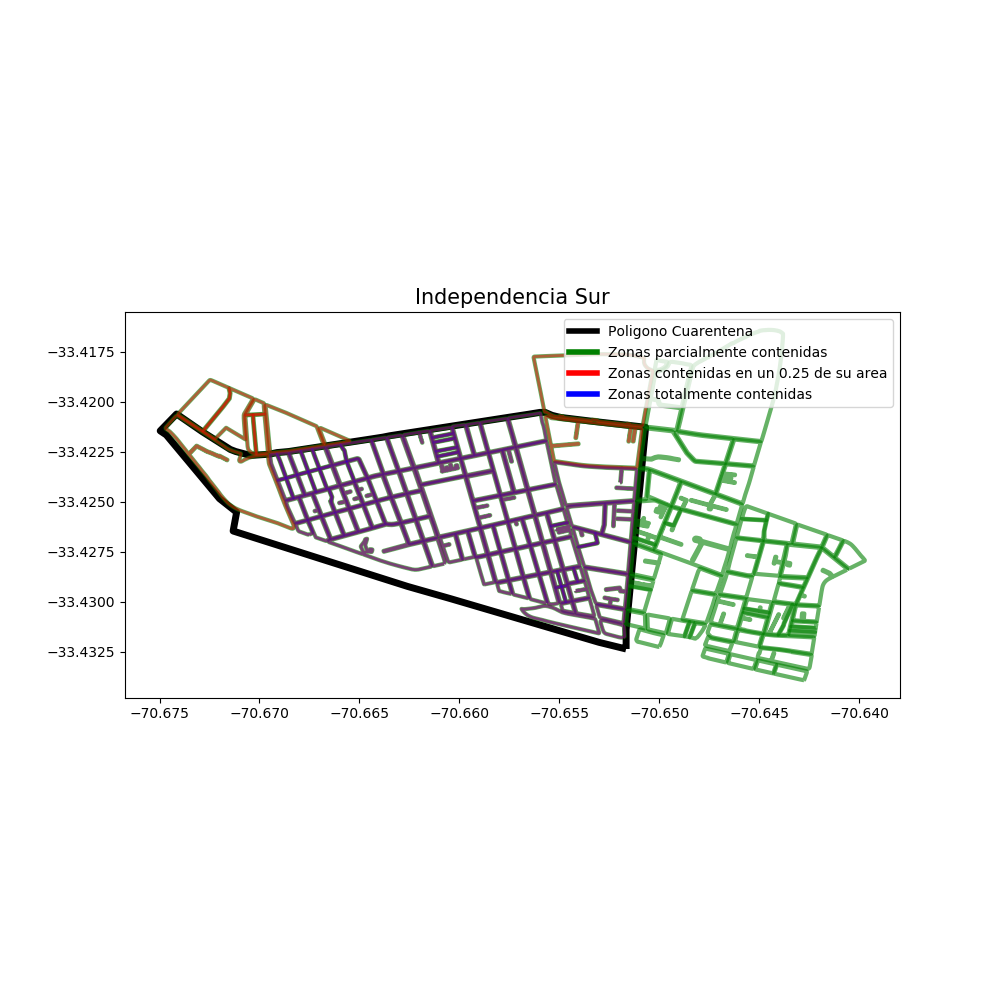 Independencia Sur
Poligono Cuarentena
Zonas parcialmente contenidas
Zonas contenidas en un 0.25 de su area
Zonas totalmente contenidas
−33.4175
−33.4200
−33.4225
−33.4250
−33.4275
−33.4300
−33.4325
−70.675 −70.670 −70.665 −70.660 −70.655 −70.650 −70.645 −70.640